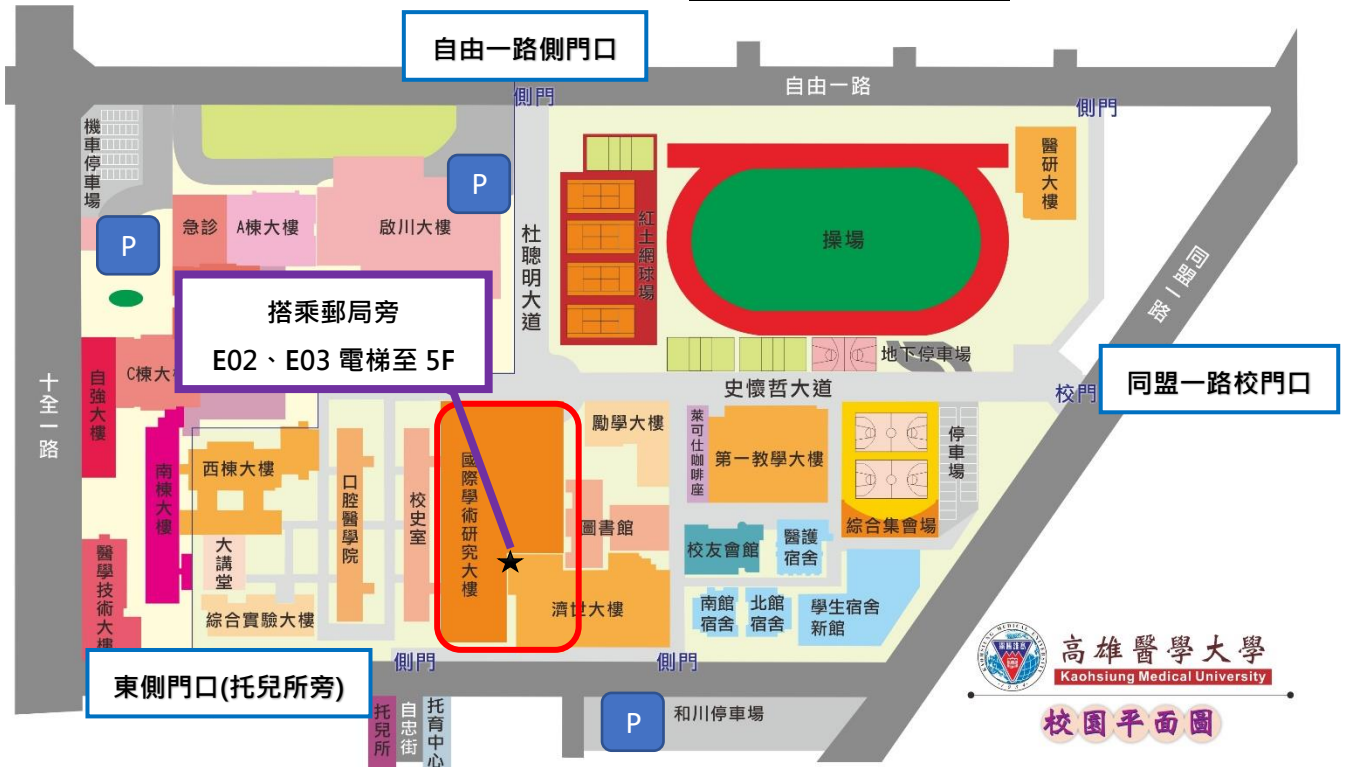 自由一路側門口
自由一路
側門
側門
機車停車場
P
P
急診
A棟大樓
啟川大樓
杜聰明大道
紅土網球場
操場
醫研大樓
同盟一路
搭乘郵局旁
E02、E03 電梯至 5F
地下停車場
史懷哲大道
校門
同盟一路校門口
十全一路
自強大樓
C棟大
南棟大樓
西棟大樓
口腔醫學院
校史室
國際學術研究大樓
勵學大樓
萊可仕咖啡座
第一教學大樓
停車場
綜合集會場
圖書館
校友會館
醫護宿舍
大講堂
醫學技術大樓
綜合實驗大樓
濟世大樓
南館宿舍
北館宿舍
學生宿舍新館
側門
側門
東側門口(托兒所旁)
托兒所
自忠街
托育中心
P
和川停車場
KAOHSIUNG MEDICAL UNIVERSITY
1954
高雄醫學大學
Kaohsiung Medical University
校園平面圖